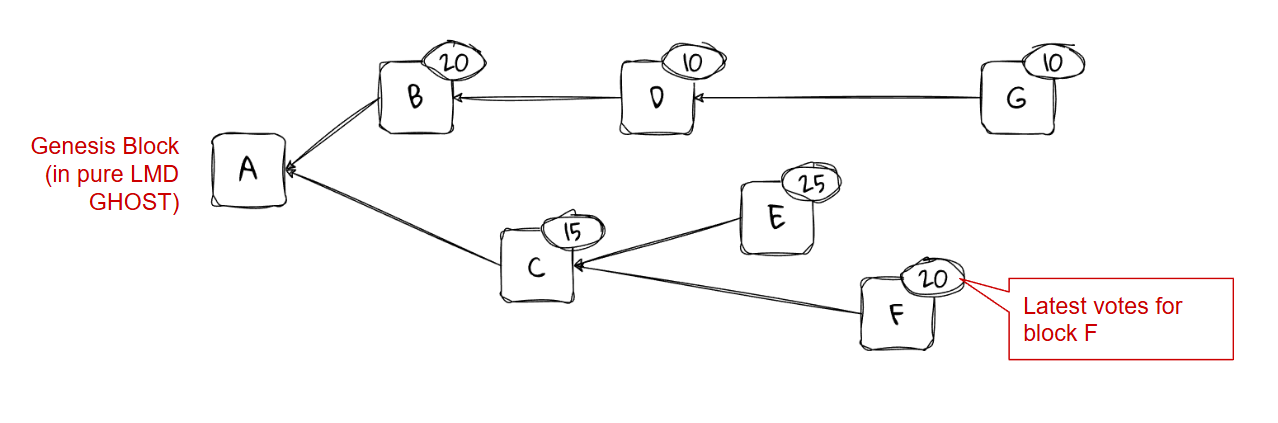 20
B
10
D
10
G
Genesis Block
(in pure LMD
GHOST)
A
25
E
15
C
20
F
Latest votes for
block F